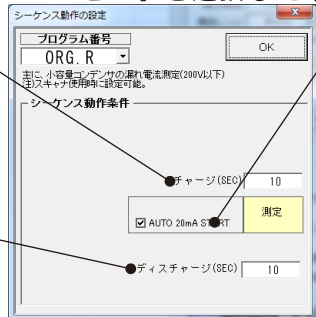 シーケンス動作の設定
プログラム番号
ORG. R
OK
主に、小容量コンデンサの漏れ電流測定(200V以下)
注)スキャナ使用時に設定可能。
シーケンス動作条件
チャージ(SEC) 10
測定
AUTO 20mA START
ディスチャージ(SEC) 10